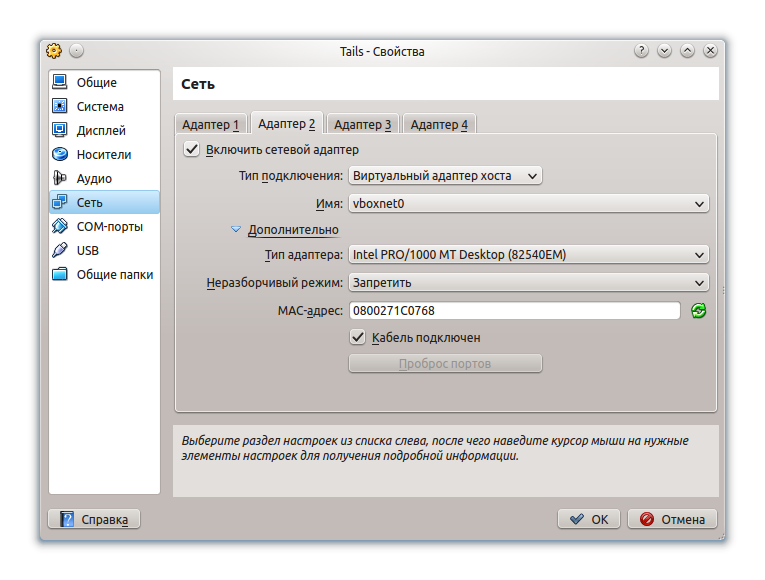 Tails - Свойства
Общие
Система
Дисплей
Носители
Аудио
Сеть
COM-порты
USB
Общие папки
Сеть
Адаптер 1 Адаптер 2 Адаптер 3 Адаптер 4
Включить сетевой адаптер
Тип подключения: Виртуальный адаптер хоста
Имя: vboxnet0
Дополнительно
Тип адаптера: Intel PRO/1000 MT Desktop (82540EM)
Неразборчивый режим: Запретить
MAC-адрес: 0800271C0768
Кабель подключен
Проброс портов
Выберите раздел настроек из списка слева, после чего наведите курсор мыши на нужные
элементы настроек для получения подробной информации.
Справка OK Отмена